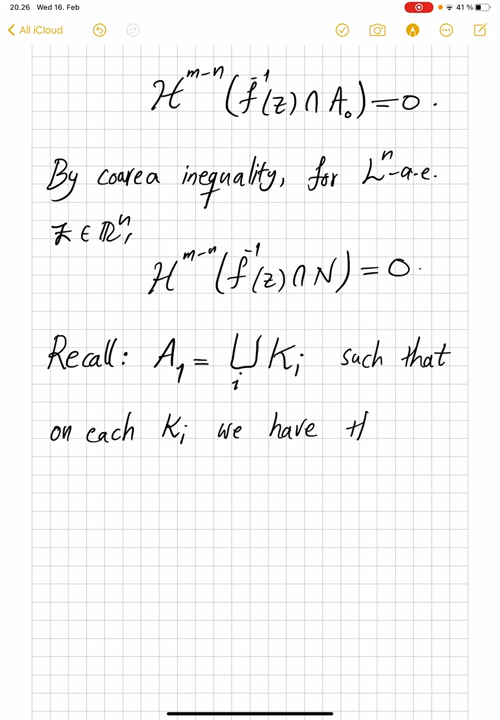 20.26 Wed 16. Feb 41 %
All iCloud
ℋ^{m-n}(f^{-1}(z) ∩ A_0) = 0.
By coarea inequality, for L^n-a.e.
z ∈ ℝ^n,
ℋ^{m-n}(f^{-1}(z) ∩ N) = 0.
Recall: A_1 = ⋃_i K_i such that
on each K_i we have th